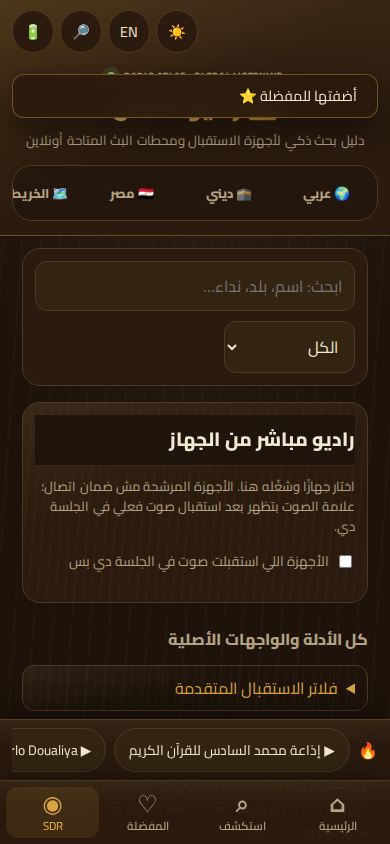 EN
أضفتها للمفضلة ⭐
دليل بحث ذكي لأجهزة الاستقبال ومحطات البث المتاحة أونلاين
🌍 عربي
🕋 ديني
🇪🇬 مصر
🗺️ الخريط
ابحث: اسم، بلد، نداء...
الكل
راديو مباشر من الجهاز
اختار جهازًا وشغّله هنا. الأجهزة المرشحة مش ضمان اتصال؛
علامة الصوت بتظهر بعد استقبال صوت فعلي في الجلسة
دي.
الأجهزة اللي استقبلت صوت في الجلسة دي بس
كل الأدلة والواجهات الأصلية
◀ فلاتر الاستقبال المتقدمة
🔥
▶ إذاعة محمد السادس للقرآن الكريم
▶ rlo Doualiya
الرئيسية
استكشف
المفضلة
SDR